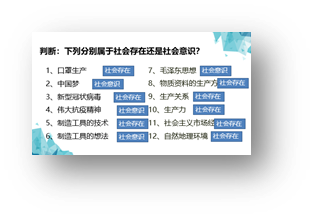 判断：下列分别属于社会存在还是社会意识？
1、口罩生产 社会存在
2、中国梦 社会意识
3、新型冠状病毒 社会存在
4、伟大抗疫精神 社会意识
5、制造工具的技术 社会存在
6、制造工具的想法 社会意识
7、毛泽东思想 社会意识
8、物质资料的生产方 社会存在
9、生产关系 社会存在
10、生产力 社会存在
11、社会主义市场经 社会存在
12、自然地理环境 社会存在